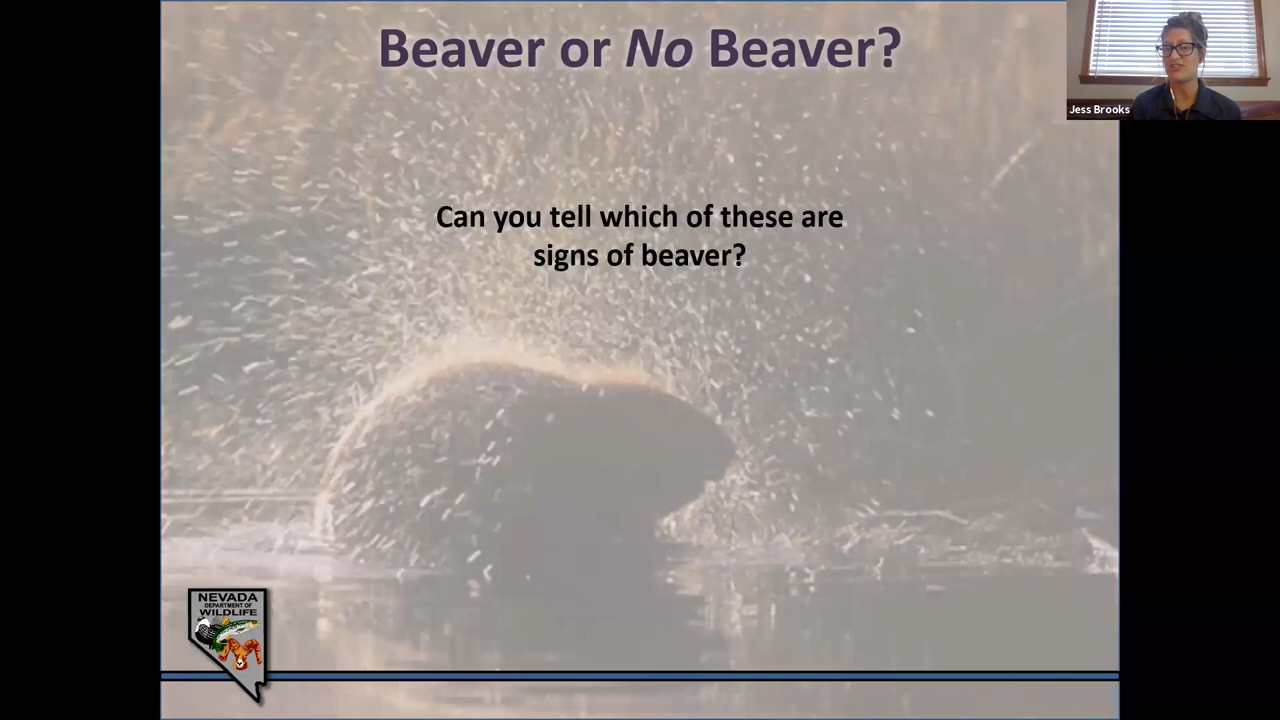 Beaver or No Beaver?
Jess Brooks
Can you tell which of these are
signs of beaver?
NEVADA
DEPARTMENT OF
WILDLIFE